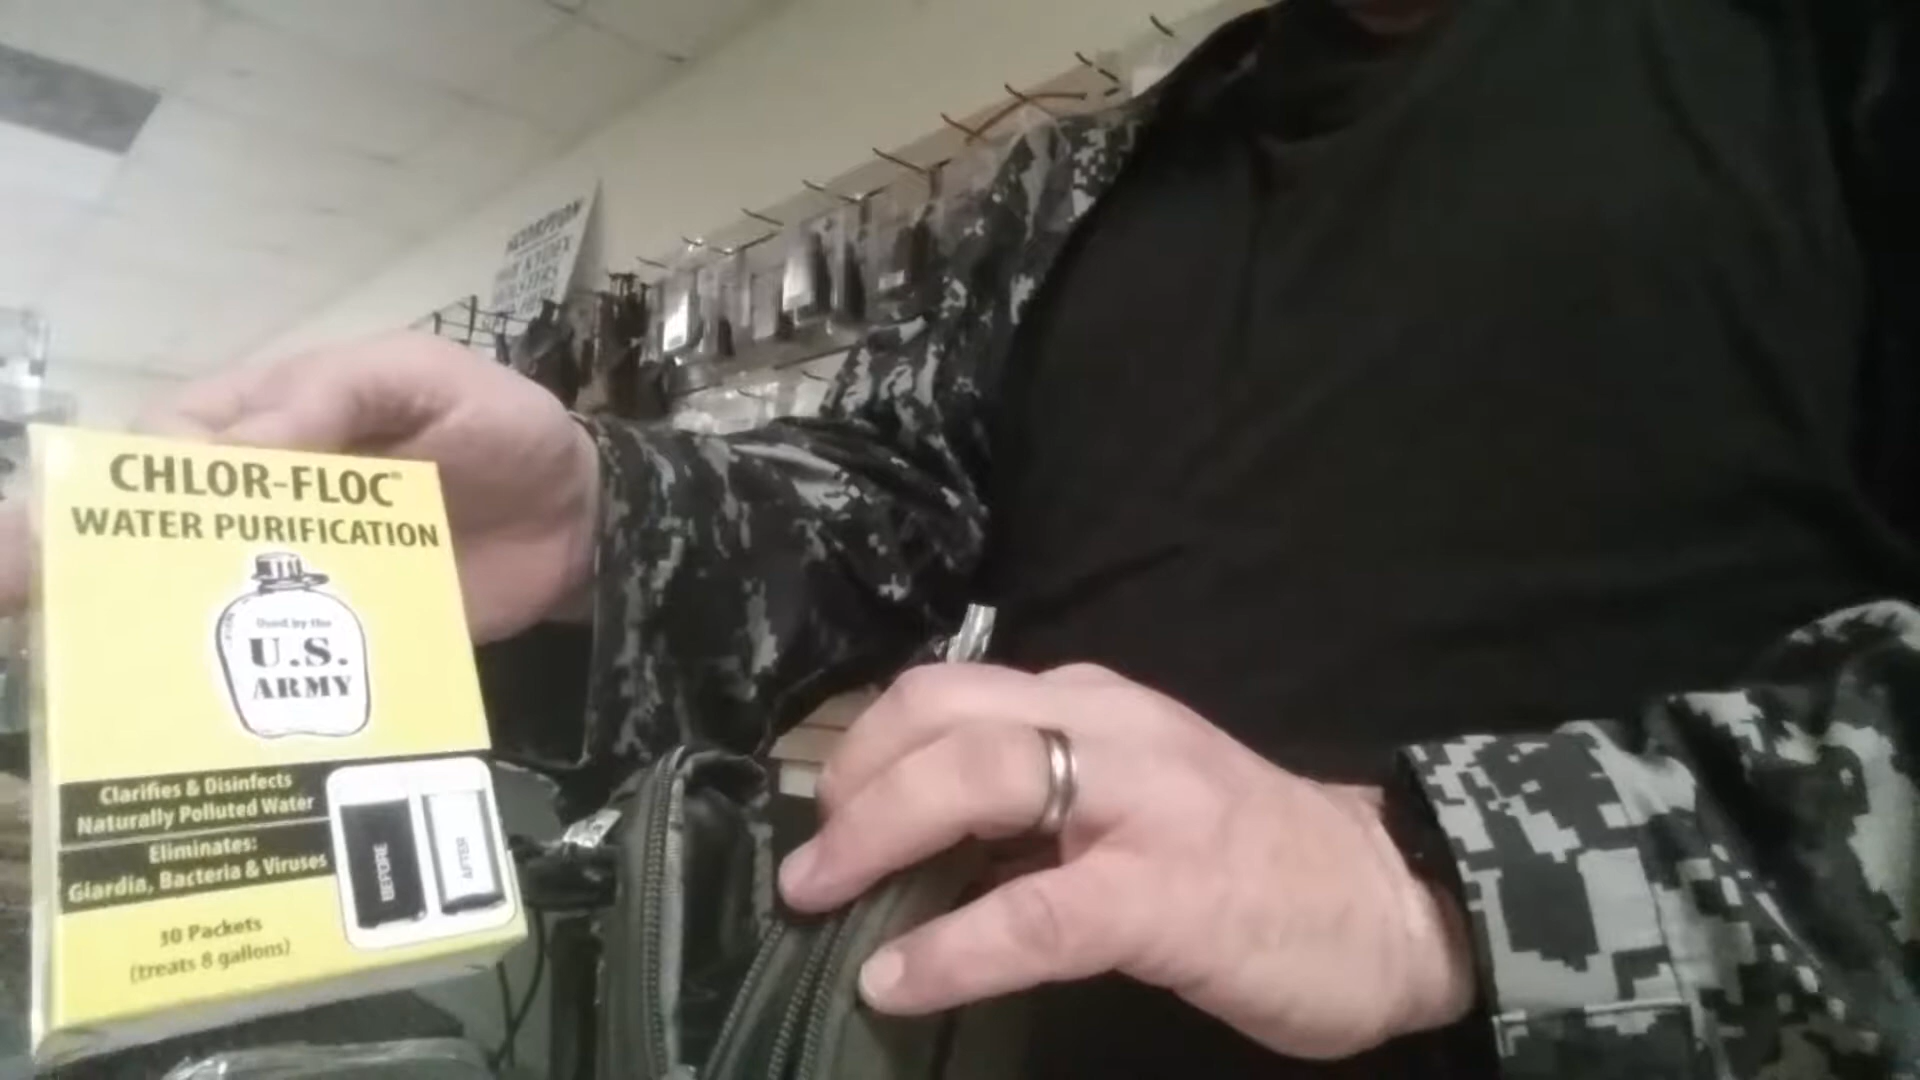 SCORPION
CHLOR-FLOC®
WATER PURIFICATION
Used by the
U.S.
ARMY
Clarifies & Disinfects
Naturally Polluted Water
Eliminates:
Giardia, Bacteria & Viruses
BEFORE
AFTER
30 Packets
(treats 8 gallons)